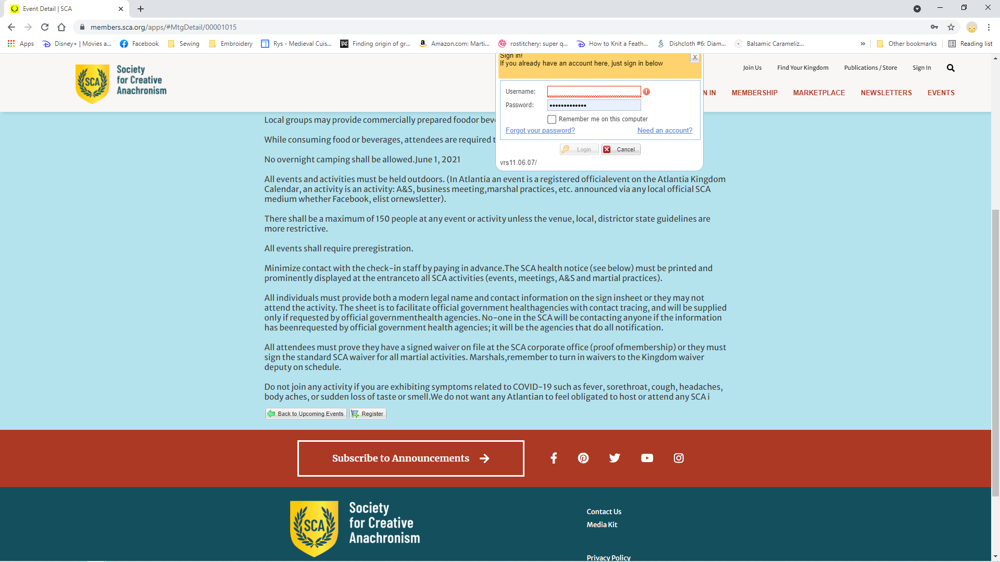 Event Detail | SCA
members.sca.org/apps/#MtgDetail/00001015
Apps
Disney+ | Movies a...
Facebook
Sewing
Embroidery
Rys - Medieval Cuis...
Finding origin of gr...
Amazon.com: Marti...
rostitchery: super q...
How to Knit a Feath...
Dishcloth #6: Diam...
Balsamic Carameliz...
»
Other bookmarks
Reading list
SCA
Society
for Creative
Anachronism
Join Us
Find Your Kingdom
Publications / Store
Sign In
N IN
MEMBERSHIP
MARKETPLACE
NEWSLETTERS
EVENTS
Sign in!
If you already have an account here, just sign in below
X
Username:
Password:
Remember me on this computer
Forgot your password?
Need an account?
Login
Cancel
vrs11.06.07/
Local groups may provide commercially prepared foodor bev
While consuming food or beverages, attendees are required t
No overnight camping shall be allowed.June 1, 2021
All events and activities must be held outdoors. (In Atlantia an event is a registered officialevent on the Atlantia Kingdom
Calendar, an activity is an activity: A&S, business meeting,marshal practices, etc. announced via any local official SCA
medium whether Facebook, elist ornewsletter).
There shall be a maximum of 150 people at any event or activity unless the venue, local, districtor state guidelines are
more restrictive.
All events shall require preregistration.
Minimize contact with the check-in staff by paying in advance.The SCA health notice (see below) must be printed and
prominently displayed at the entranceto all SCA activities (events, meetings, A&S and martial practices).
All individuals must provide both a modern legal name and contact information on the sign insheet or they may not
attend the activity. The sheet is to facilitate official government healthagencies with contact tracing, and will be supplied
only if requested by official governmenthealth agencies. No-one in the SCA will be contacting anyone if the information
has beenrequested by official government health agencies; it will be the agencies that do all notification.
All attendees must prove they have a signed waiver on file at the SCA corporate office (proof ofmembership) or they must
sign the standard SCA waiver for all martial activities. Marshals,remember to turn in waivers to the Kingdom waiver
deputy on schedule.
Do not join any activity if you are exhibiting symptoms related to COVID-19 such as fever, sorethroat, cough, headaches,
body aches, or sudden loss of taste or smell.We do not want any Atlantian to feel obligated to host or attend any SCA i
Back to Upcoming Events
Register
Subscribe to Announcements
SCA
Society
for Creative
Anachronism
Contact Us
Media Kit
Privacy Policy